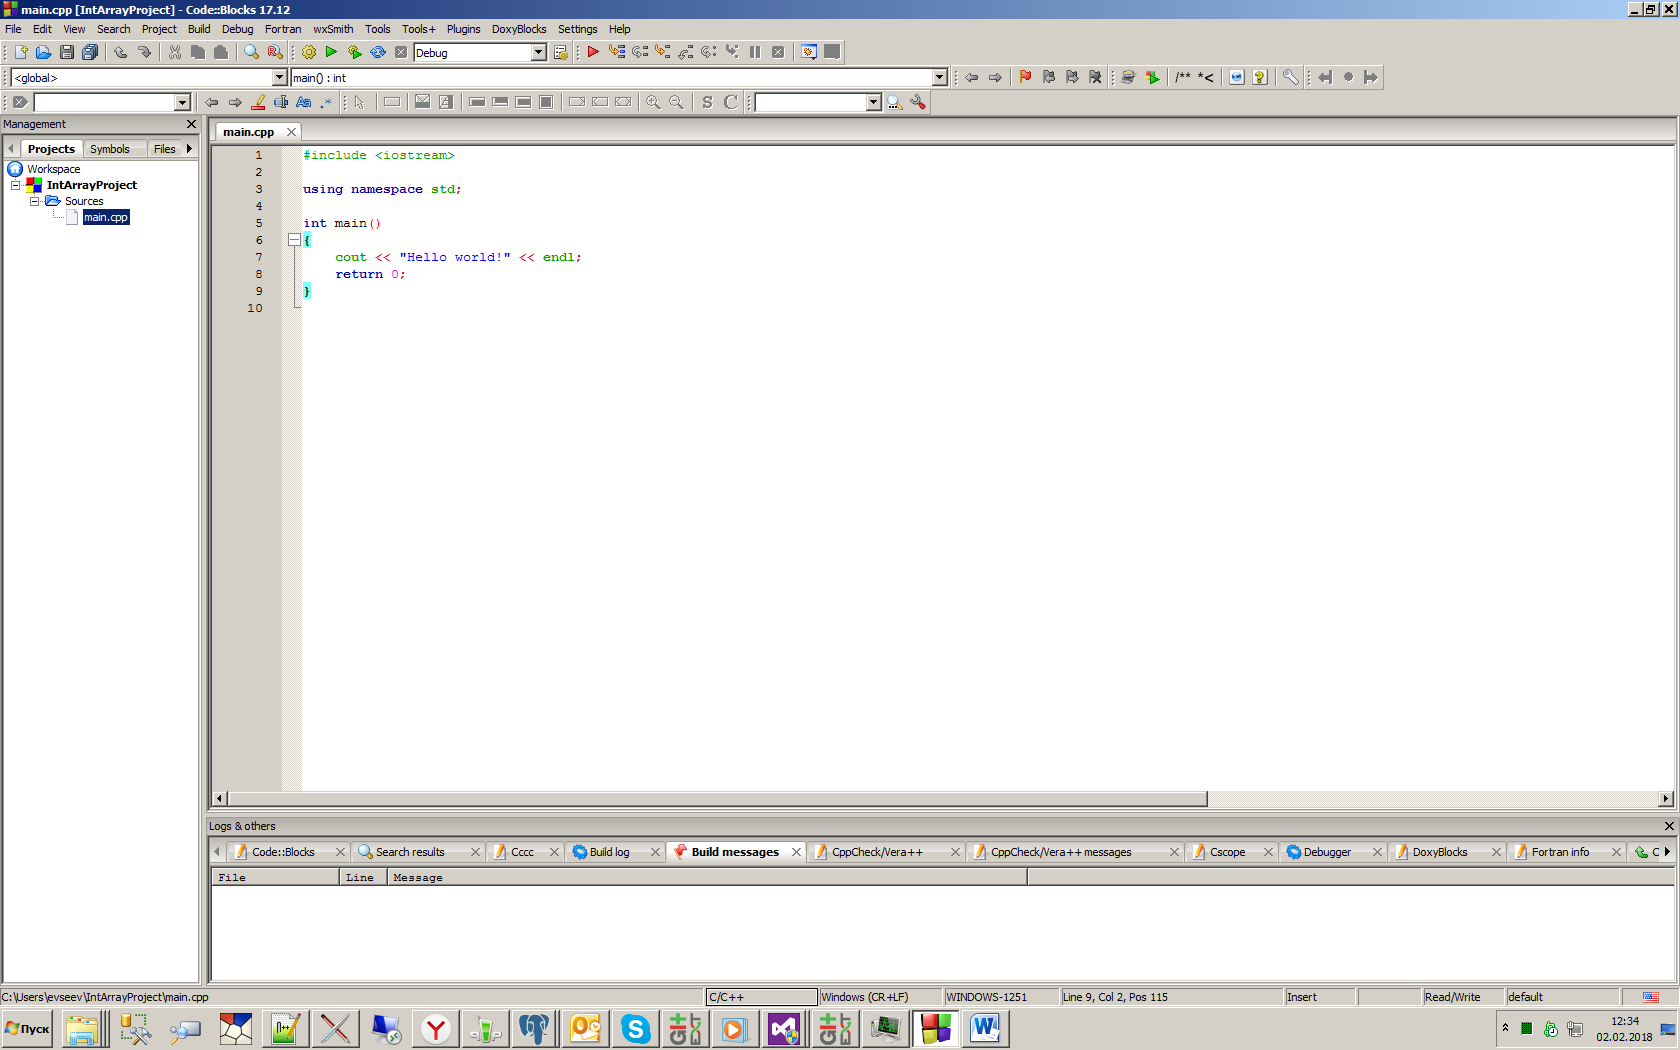 main.cpp [IntArrayProject] - Code::Blocks 17.12
File Edit View Search Project Build Debug Fortran wxSmith Tools Tools+ Plugins DoxyBlocks Settings Help
Debug
<global> main() : int /** *<
Aa .* S C
Management
Projects Symbols Files
Workspace
IntArrayProject
Sources
main.cpp
main.cpp
1 #include <iostream>
2
3 using namespace std;
4
5 int main()
6 {
7 cout << "Hello world!" << endl;
8 return 0;
9 }
10
Logs & others
Code::Blocks Search results Cccc Build log Build messages CppCheck/Vera++ CppCheck/Vera++ messages Cscope Debugger DoxyBlocks Fortran info
File Line Message
C:\Users\evseev\IntArrayProject\main.cpp C/C++ Windows (CR+LF) WINDOWS-1251 Line 9, Col 2, Pos 115 Insert Read/Write default
Пуск 12:34
02.02.2018